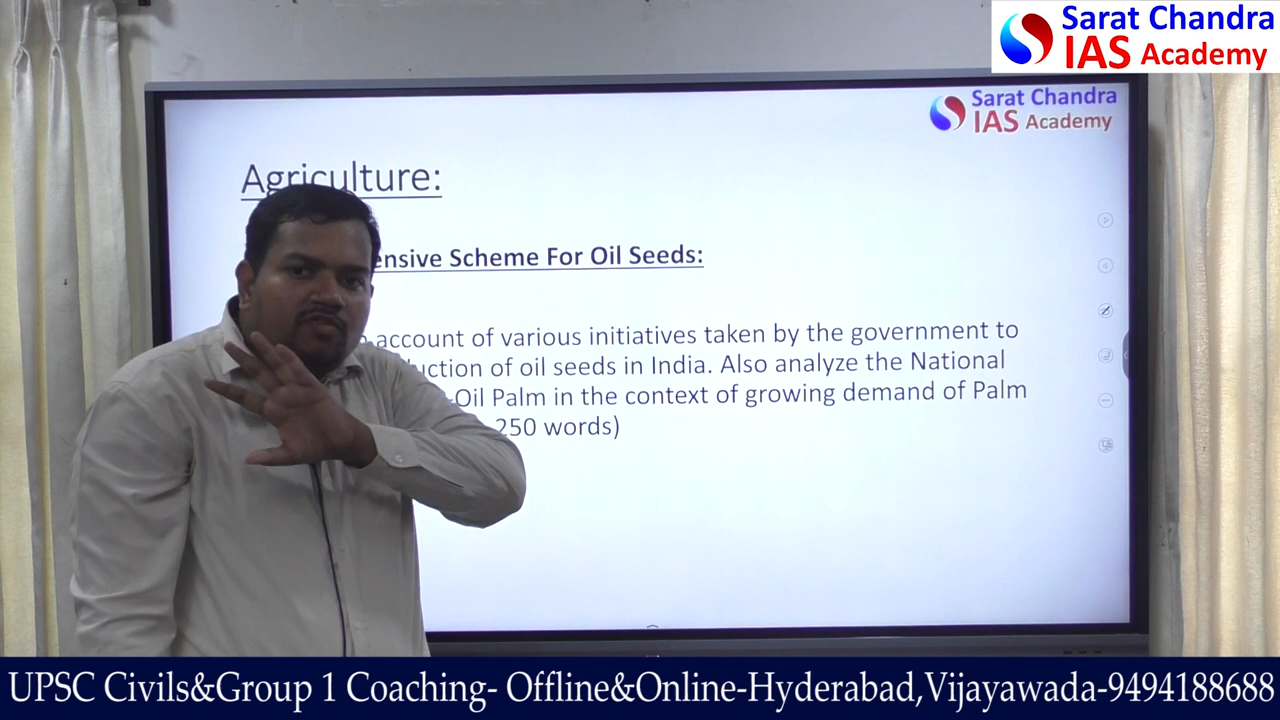 Sarat Chandra
IAS Academy
Sarat Chandra
IAS Academy
Agriculture:
ensive Scheme For Oil Seeds:
account of various initiatives taken by the government to
uction of oil seeds in India. Also analyze the National
-Oil Palm in the context of growing demand of Palm
250 words)
UPSC Civils&Group 1 Coaching- Offline&Online-Hyderabad,Vijayawada-9494188688